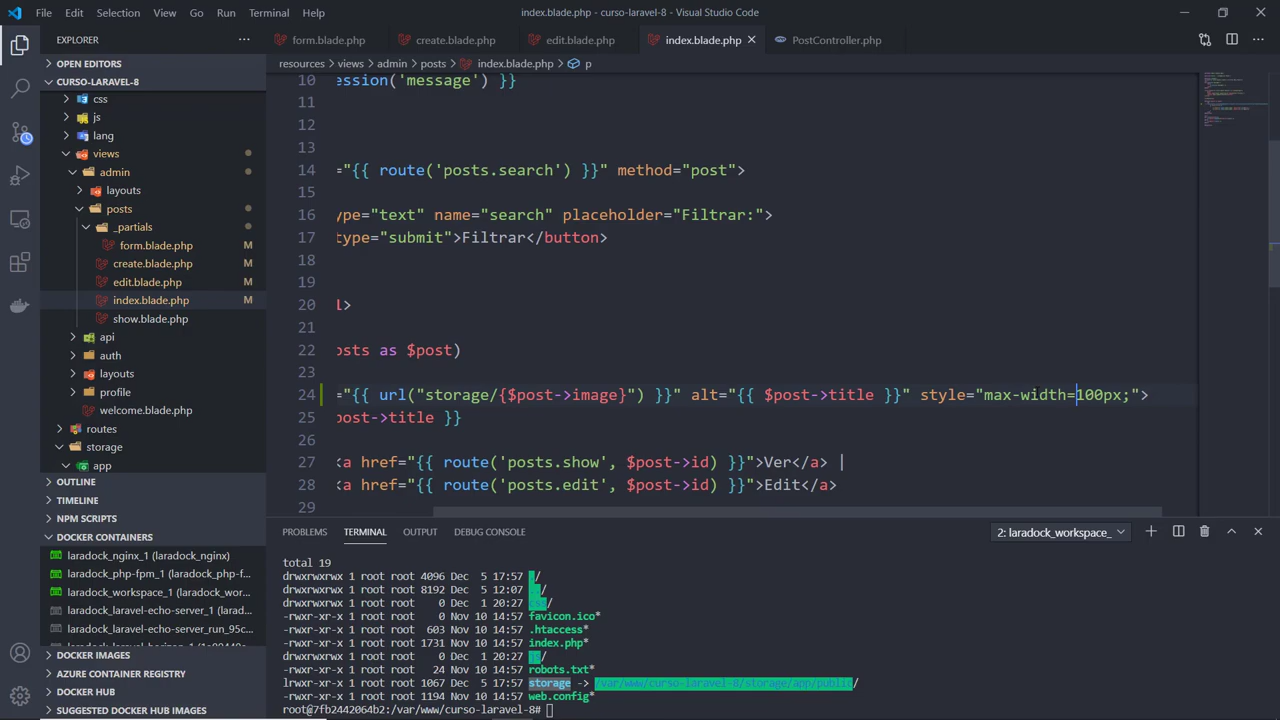 File Edit Selection View Go Run Terminal Help
index.blade.php - curso-laravel-8 - Visual Studio Code
EXPLORER
form.blade.php create.blade.php edit.blade.php index.blade.php PostController.php
OPEN EDITORS
resources > views > admin > posts > index.blade.php > p
CURSO-LARAVEL-8
css
js
lang
views
admin
layouts
posts
_partials
form.blade.php M
create.blade.php M
edit.blade.php M
index.blade.php M
show.blade.php
api
auth
layouts
profile
welcome.blade.php
routes
storage
app
OUTLINE
TIMELINE
NPM SCRIPTS
DOCKER CONTAINERS
laradock_nginx_1 (laradock_nginx)
laradock_php-fpm_1 (laradock_php-f...
laradock_workspace_1 (laradock_wor...
laradock_laravel-echo-server_1 (larad...
laradock_laravel-echo-server_run_95c...
DOCKER IMAGES
AZURE CONTAINER REGISTRY
DOCKER HUB
SUGGESTED DOCKER HUB IMAGES
10 ession('message') }}
11
12
13
14 ="{{ route('posts.search') }}" method="post">
15
16 ype="text" name="search" placeholder="Filtrar:">
17 type="submit">Filtrar</button>
18
19
20 l>
21
22 osts as $post)
23
24 ="{{ url("storage/{$post->image}") }}" alt="{{ $post->title }}" style="max-width=100px;">
25 post->title }}
26
27 <a href="{{ route('posts.show', $post->id) }}">Ver</a> |
28 <a href="{{ route('posts.edit', $post->id) }}">Edit</a>
29
PROBLEMS TERMINAL OUTPUT DEBUG CONSOLE 2: laradock_workspace_
total 19
drwxrwxrwx 1 root root 4096 Dec 5 17:57 ./
drwxrwxrwx 1 root root 8192 Dec 5 12:07 ../
drwxrwxrwx 1 root root 0 Dec 1 20:27 css/
-rwxr-xr-x 1 root root 0 Nov 10 14:57 favicon.ico*
-rwxr-xr-x 1 root root 603 Nov 10 14:57 .htaccess*
-rwxr-xr-x 1 root root 1731 Nov 10 14:57 index.php*
drwxrwxrwx 1 root root 0 Dec 1 20:27 js/
-rwxr-xr-x 1 root root 24 Nov 10 14:57 robots.txt*
lrwxrwxrwx 1 root root 1067 Dec 5 17:57 storage -> /var/www/curso-laravel-8/storage/app/public/
-rwxr-xr-x 1 root root 1194 Nov 10 14:57 web.config*
root@7fb2442064b2:/var/www/curso-laravel-8#